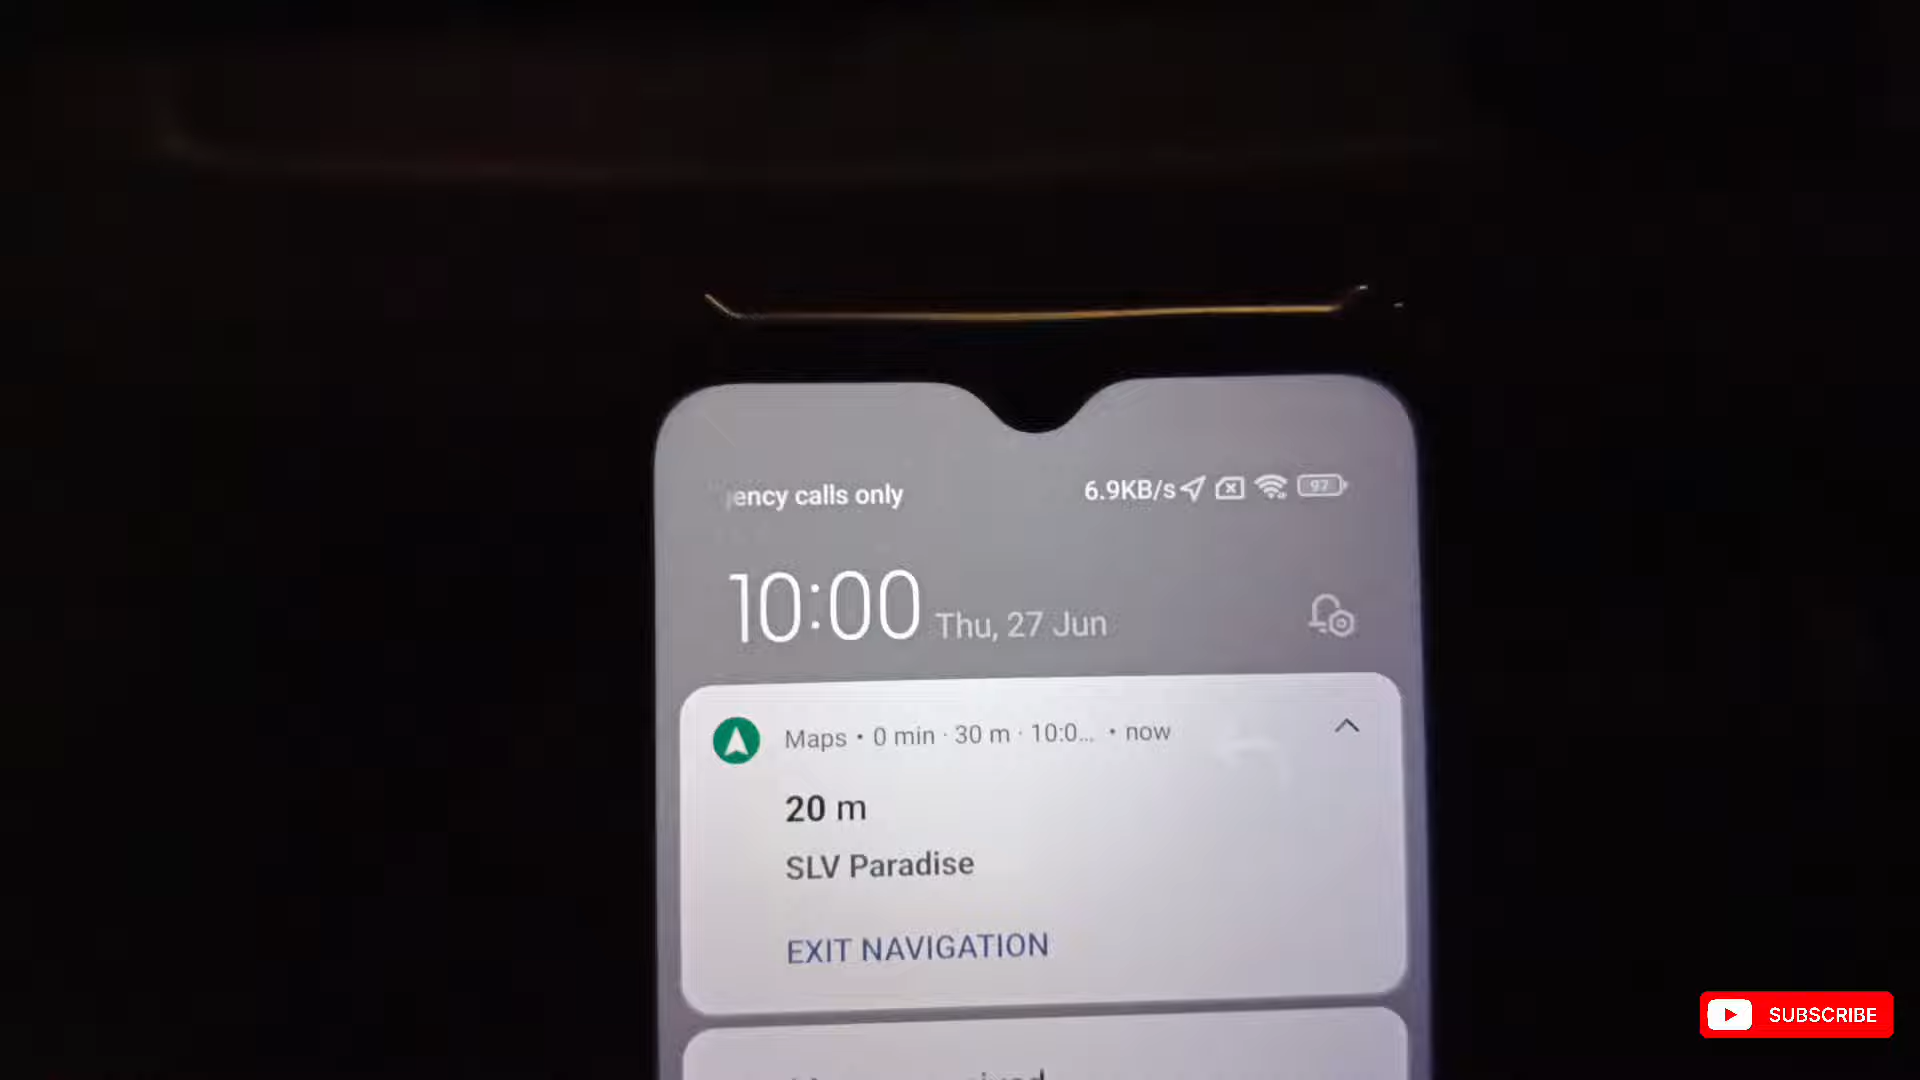 ency calls only
6.9KB/s 97
10:00 Thu, 27 Jun
Maps • 0 min · 30 m · 10:0... • now
20 m
SLV Paradise
EXIT NAVIGATION
SUBSCRIBE